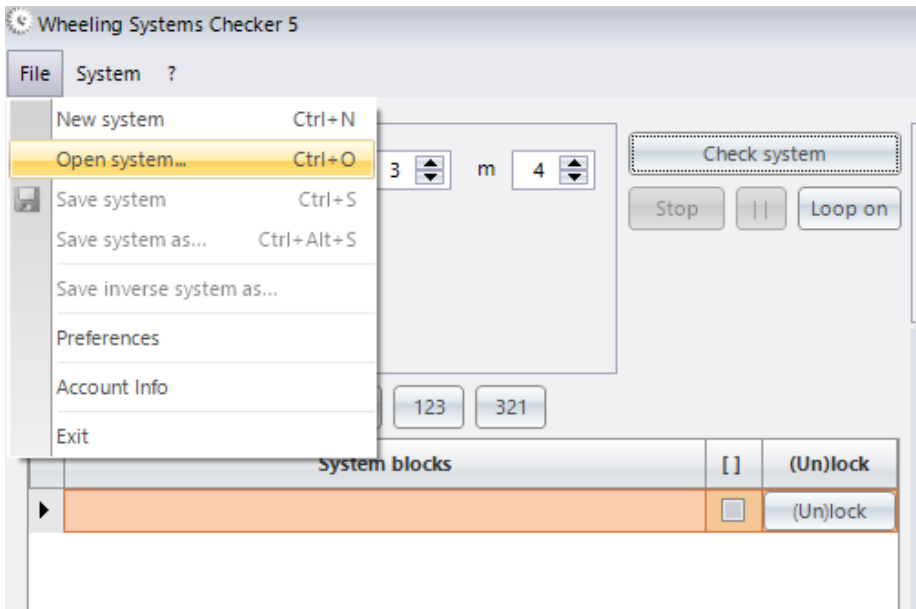 Wheeling Systems Checker 5
File System ?
New system Ctrl+N
Open system... Ctrl+O
Save system Ctrl+S
Save system as... Ctrl+Alt+S
Save inverse system as...
Preferences
Account Info
Exit
3 m 4
Check system
Stop || Loop on
123 321
System blocks [ ] (Un)lock
(Un)lock